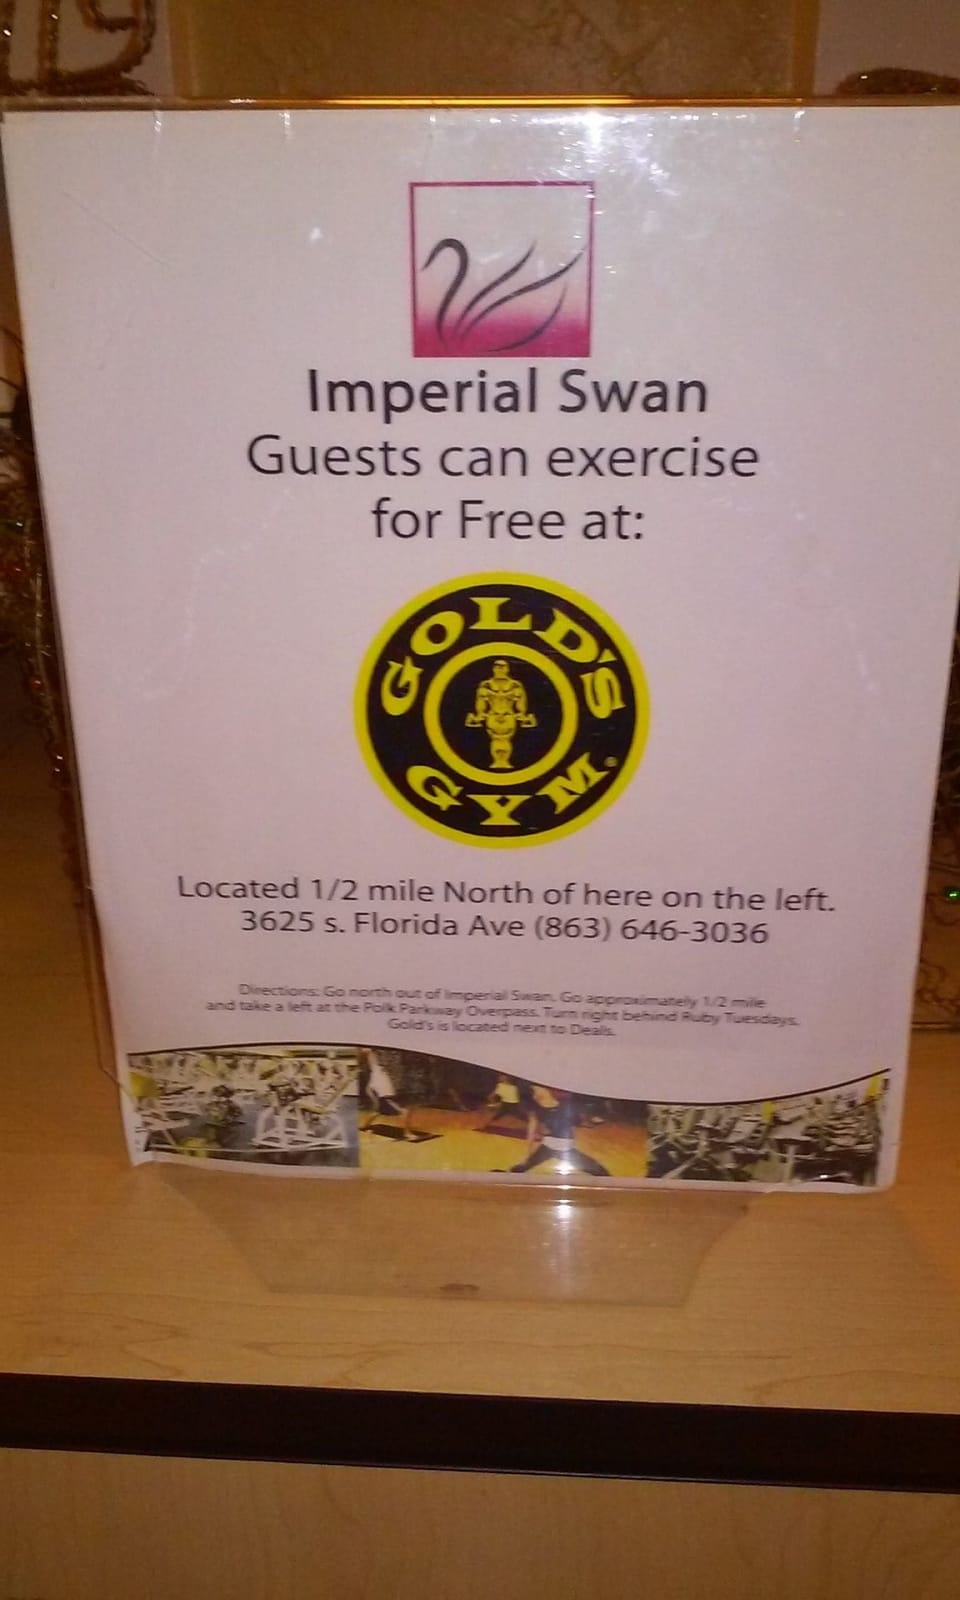 Imperial Swan
Guests can exercise
for Free at:
GOLD'S
GYM®
Located 1/2 mile North of here on the left.
3625 s. Florida Ave (863) 646-3036
Directions: Go north out of Imperial Swan. Go approximately 1/2 mile
and take a left at the Polk Parkway Overpass. Turn right behind Ruby Tuesdays.
Gold's is located next to Deals.